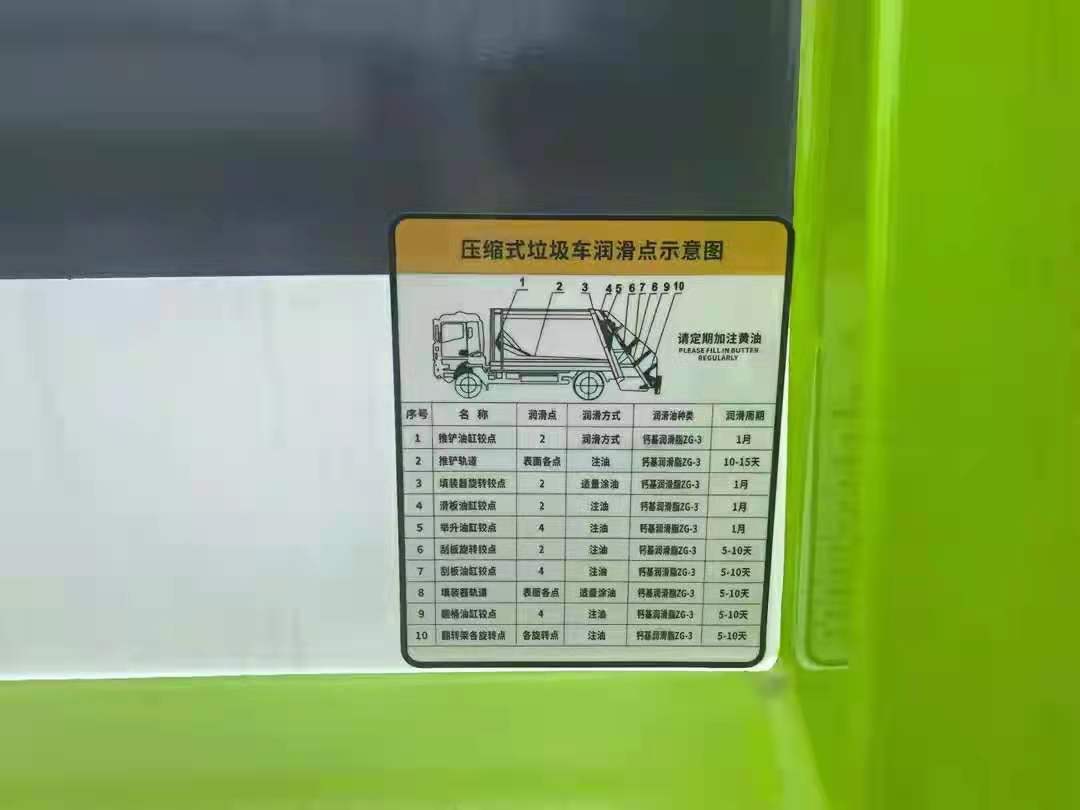 压缩式垃圾车润滑点示意图
1 2 3 4 5 6 7 8 9 10
请定期加注黄油
PLEASE FILL IN BUTTER
REGULARLY
序号 名 称 润滑点 润滑方式 润滑油种类 润滑周期
1 推铲油缸铰点 2 润滑方式 钙基润滑脂ZG-3 1月
2 推铲轨道 表面各点 注油 钙基润滑脂ZG-3 10-15天
3 填装器旋转铰点 2 适量涂油 钙基润滑脂ZG-3 1月
4 滑板油缸铰点 2 注油 钙基润滑脂ZG-3 1月
5 举升油缸铰点 4 注油 钙基润滑脂ZG-3 1月
6 刮板旋转铰点 2 注油 钙基润滑脂ZG-3 5-10天
7 刮板油缸铰点 4 注油 钙基润滑脂ZG-3 5-10天
8 填装器轨道 表面各点 适量涂油 钙基润滑脂ZG-3 5-10天
9 翻桶油缸铰点 4 注油 钙基润滑脂ZG-3 5-10天
10 翻转架各旋转点 各旋转点 注油 钙基润滑脂ZG-3 5-10天